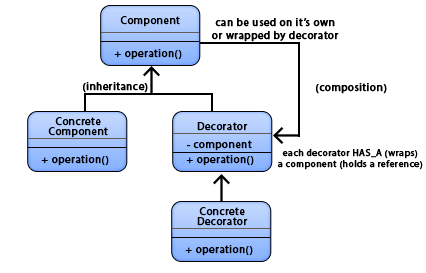 Component
+ operation()
can be used on it's own
or wrapped by decorator
(inheritance)
(composition)
Concrete
Component
+ operation()
Decorator
- component
+ operation()
each decorator HAS_A (wraps)
a component (holds a reference)
Concrete
Decorator
+ operation()